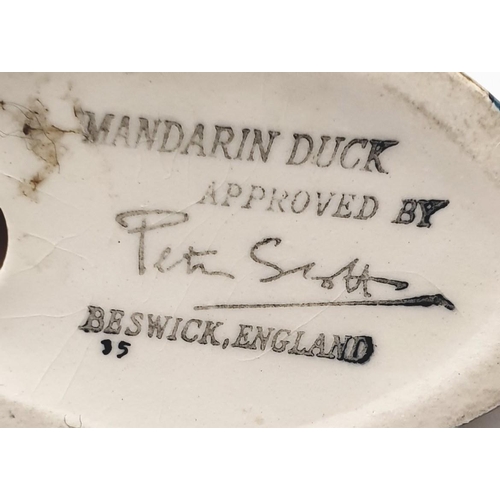 MANDARIN DUCK
APPROVED BY
Peter Scott
BESWICK, ENGLAND
35